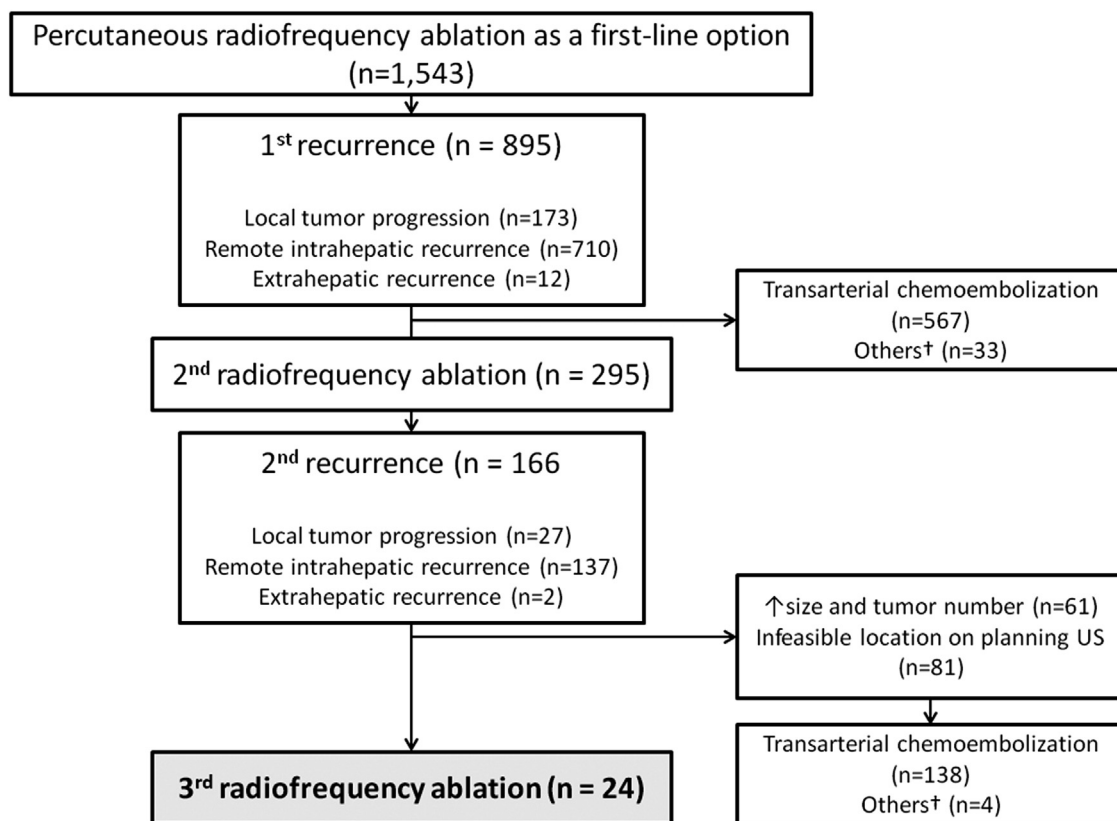 Percutaneous radiofrequency ablation as a first-line option
(n=1,543)
1st recurrence (n = 895)
Local tumor progression (n=173)
Remote intrahepatic recurrence (n=710)
Extrahepatic recurrence (n=12)
Transarterial chemoembolization
(n=567)
Others† (n=33)
2nd radiofrequency ablation (n = 295)
2nd recurrence (n = 166
Local tumor progression (n=27)
Remote intrahepatic recurrence (n=137)
Extrahepatic recurrence (n=2)
↑size and tumor number (n=61)
Infeasible location on planning US
(n=81)
Transarterial chemoembolization
(n=138)
Others† (n=4)
3rd radiofrequency ablation (n = 24)